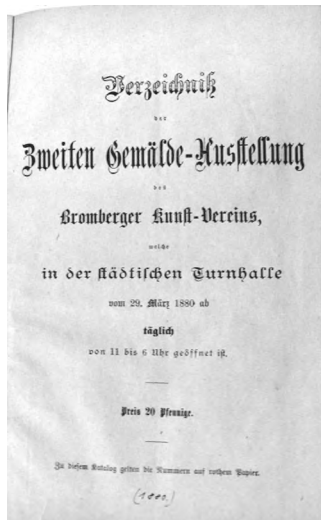 Verzeichniß
der
Zweiten Gemälde-Ausstellung
des
Bromberger Kunst-Vereins,
welche
in der städtischen Turnhalle
vom 29. März 1880 ab
täglich
von 11 bis 6 Uhr geöffnet ist.
Preis 20 Pfennige.
Zu diesem Katalog gelten die Nummern auf rothem Papier.
(1880.)